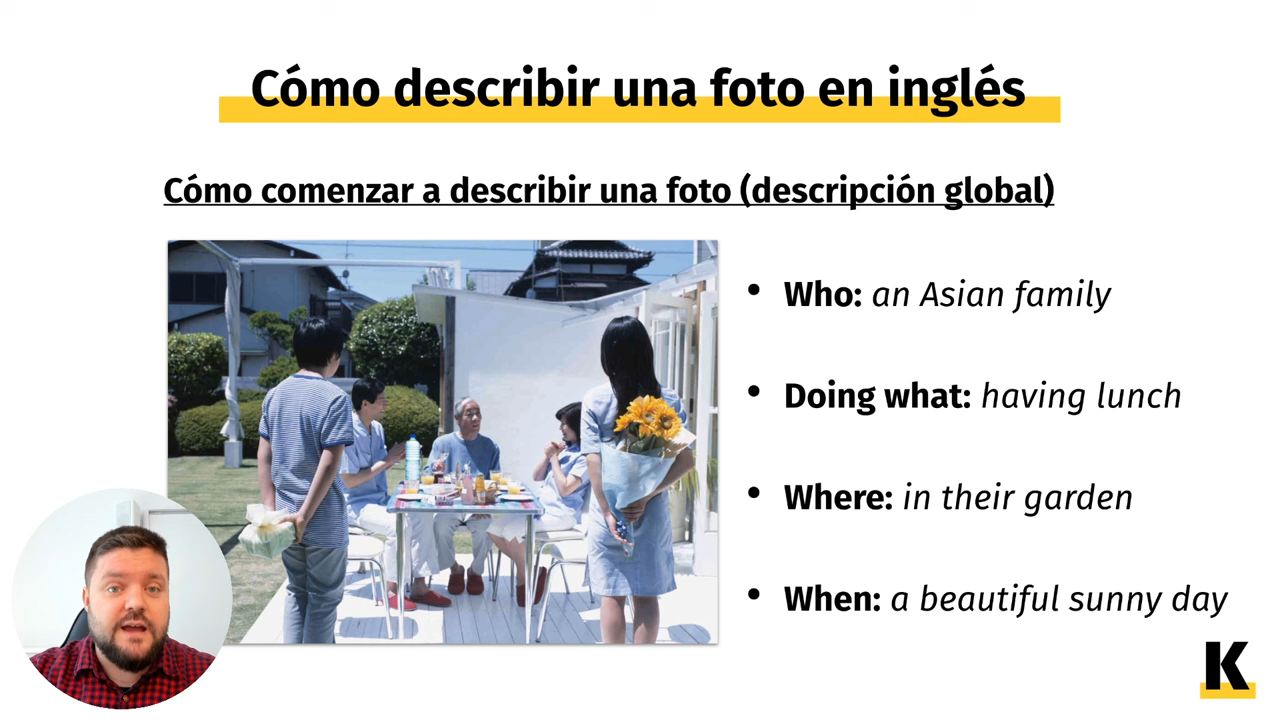 Cómo describir una foto en inglés
Cómo comenzar a describir una foto (descripción global)
• Who: an Asian family
• Doing what: having lunch
• Where: in their garden
• When: a beautiful sunny day
K